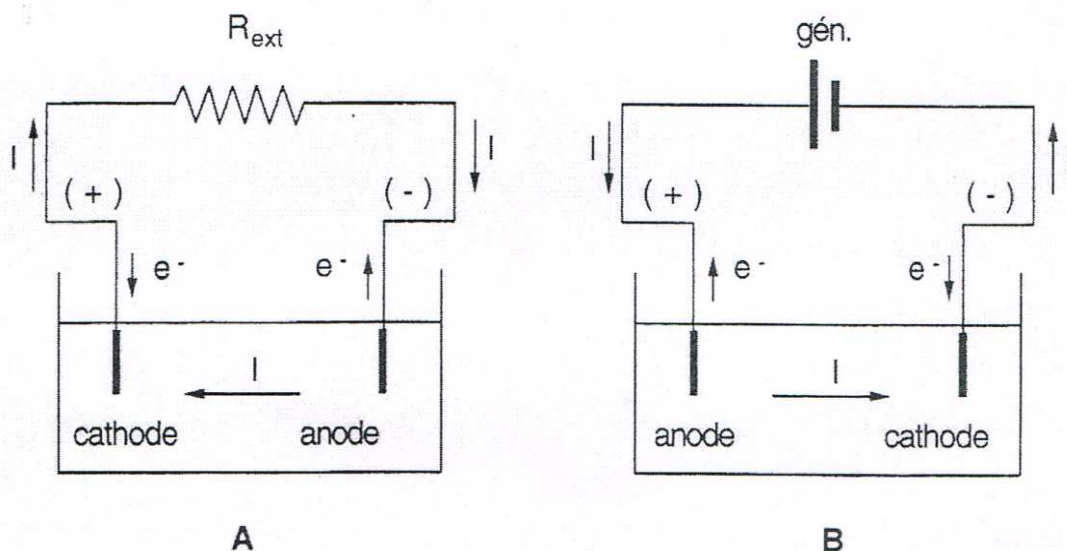 R_ext
gén.
I
I
I
(+)
(-)
(+)
(-)
e⁻
e⁻
e⁻
e⁻
I
I
cathode
anode
anode
cathode
A
B